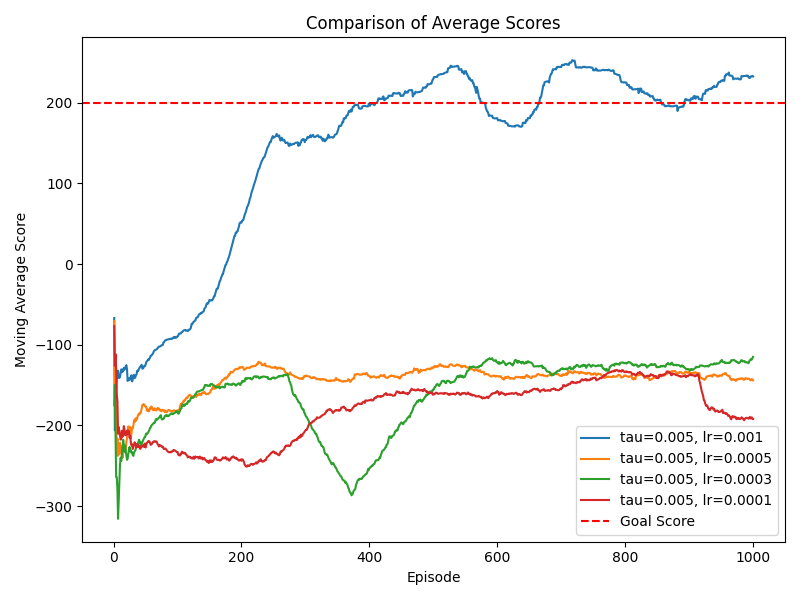 Comparison of Average Scores
Moving Average Score
200
100
0
−100
−200
−300
0
200
400
600
800
1000
Episode
tau=0.005, lr=0.001
tau=0.005, lr=0.0005
tau=0.005, lr=0.0003
tau=0.005, lr=0.0001
Goal Score